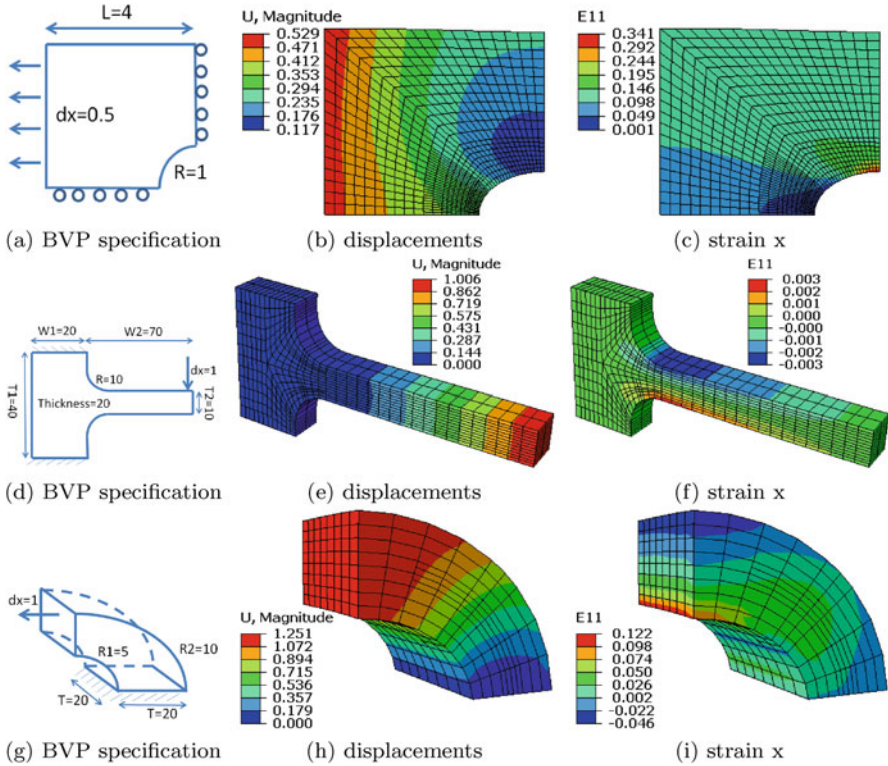 L=4
dx=0.5
R=1
(a) BVP specification
U, Magnitude
0.529
0.471
0.412
0.353
0.294
0.235
0.176
0.117
(b) displacements
E11
0.341
0.292
0.244
0.195
0.146
0.098
0.049
0.001
(c) strain x
W1=20
W2=70
T1=40
R=10
dx=1
T2=10
Thickness=20
(d) BVP specification
U, Magnitude
1.006
0.862
0.719
0.575
0.431
0.287
0.144
0.000
(e) displacements
E11
0.003
0.002
0.001
0.000
-0.000
-0.001
-0.002
-0.003
(f) strain x
dx=1
R1=5
R2=10
T=20
T=20
(g) BVP specification
U, Magnitude
1.251
1.072
0.894
0.715
0.536
0.357
0.179
0.000
(h) displacements
E11
0.122
0.098
0.074
0.050
0.026
0.002
-0.022
-0.046
(i) strain x